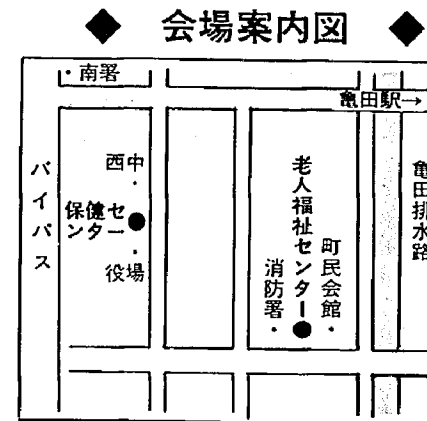 ◆ 会場案内図 ◆
・南署
亀田駅→
バイパス
西中・
保健センター●
・役場
老人福祉センター●
消防署・
町民会館・
亀田排水路